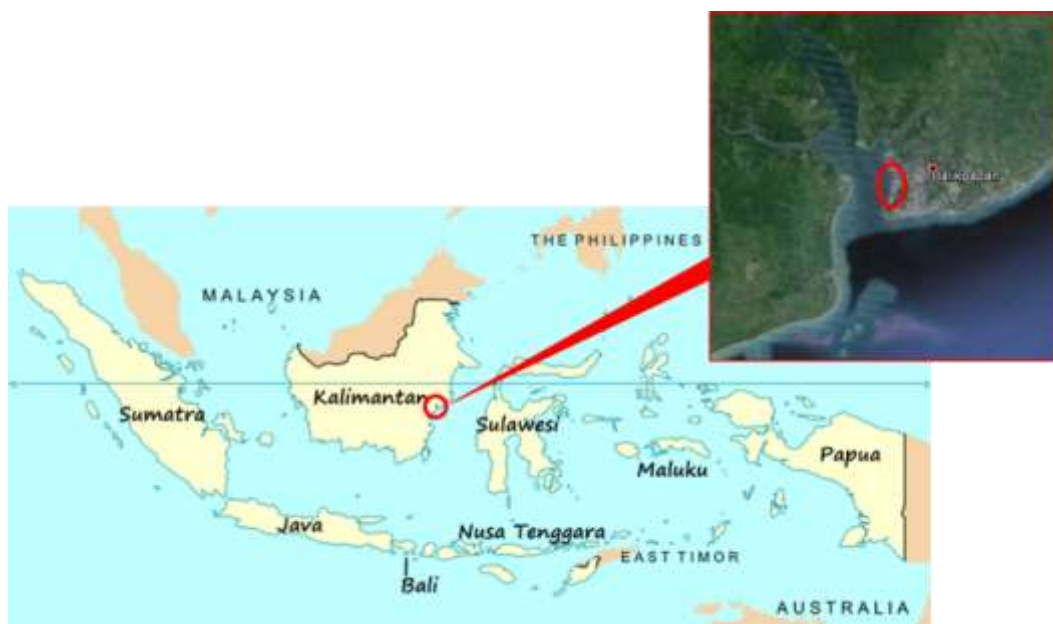 THE PHILIPPINES
MALAYSIA
Kalimantan
Sumatra
Sulawesi
Maluku
Papua
Java
Nusa Tenggara
EAST TIMOR
Bali
AUSTRALIA